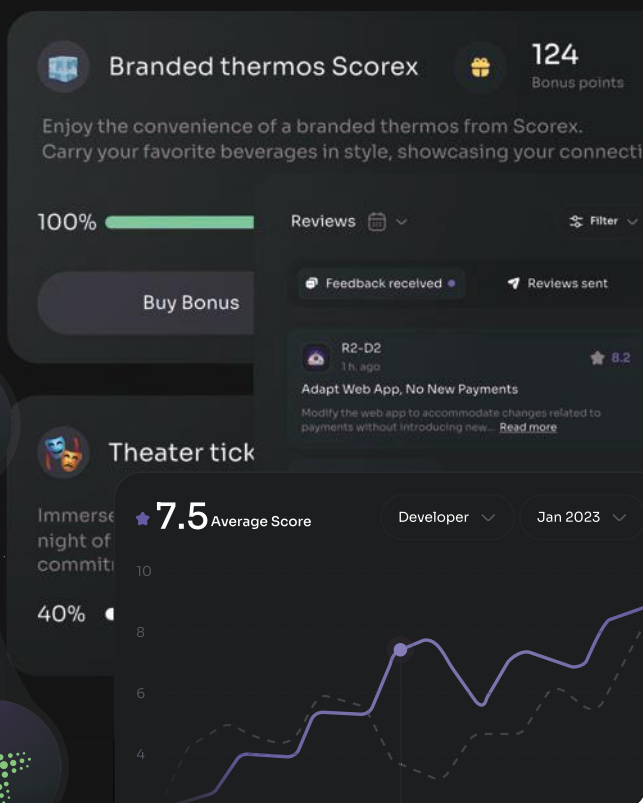 Branded thermos Scorex
124
Bonus points
Enjoy the convenience of a branded thermos from Scorex.
Carry your favorite beverages in style, showcasing your connecti
100%
Buy Bonus
Reviews
Filter
Feedback received
Reviews sent
R2-D2
1 h. ago
8.2
Adapt Web App, No New Payments
Modify the web app to accommodate changes related to
payments without introducing new... Read more
Theater tick
Immerse
night of
commit
40%
7.5 Average Score
Developer
Jan 2023
10
8
6
4